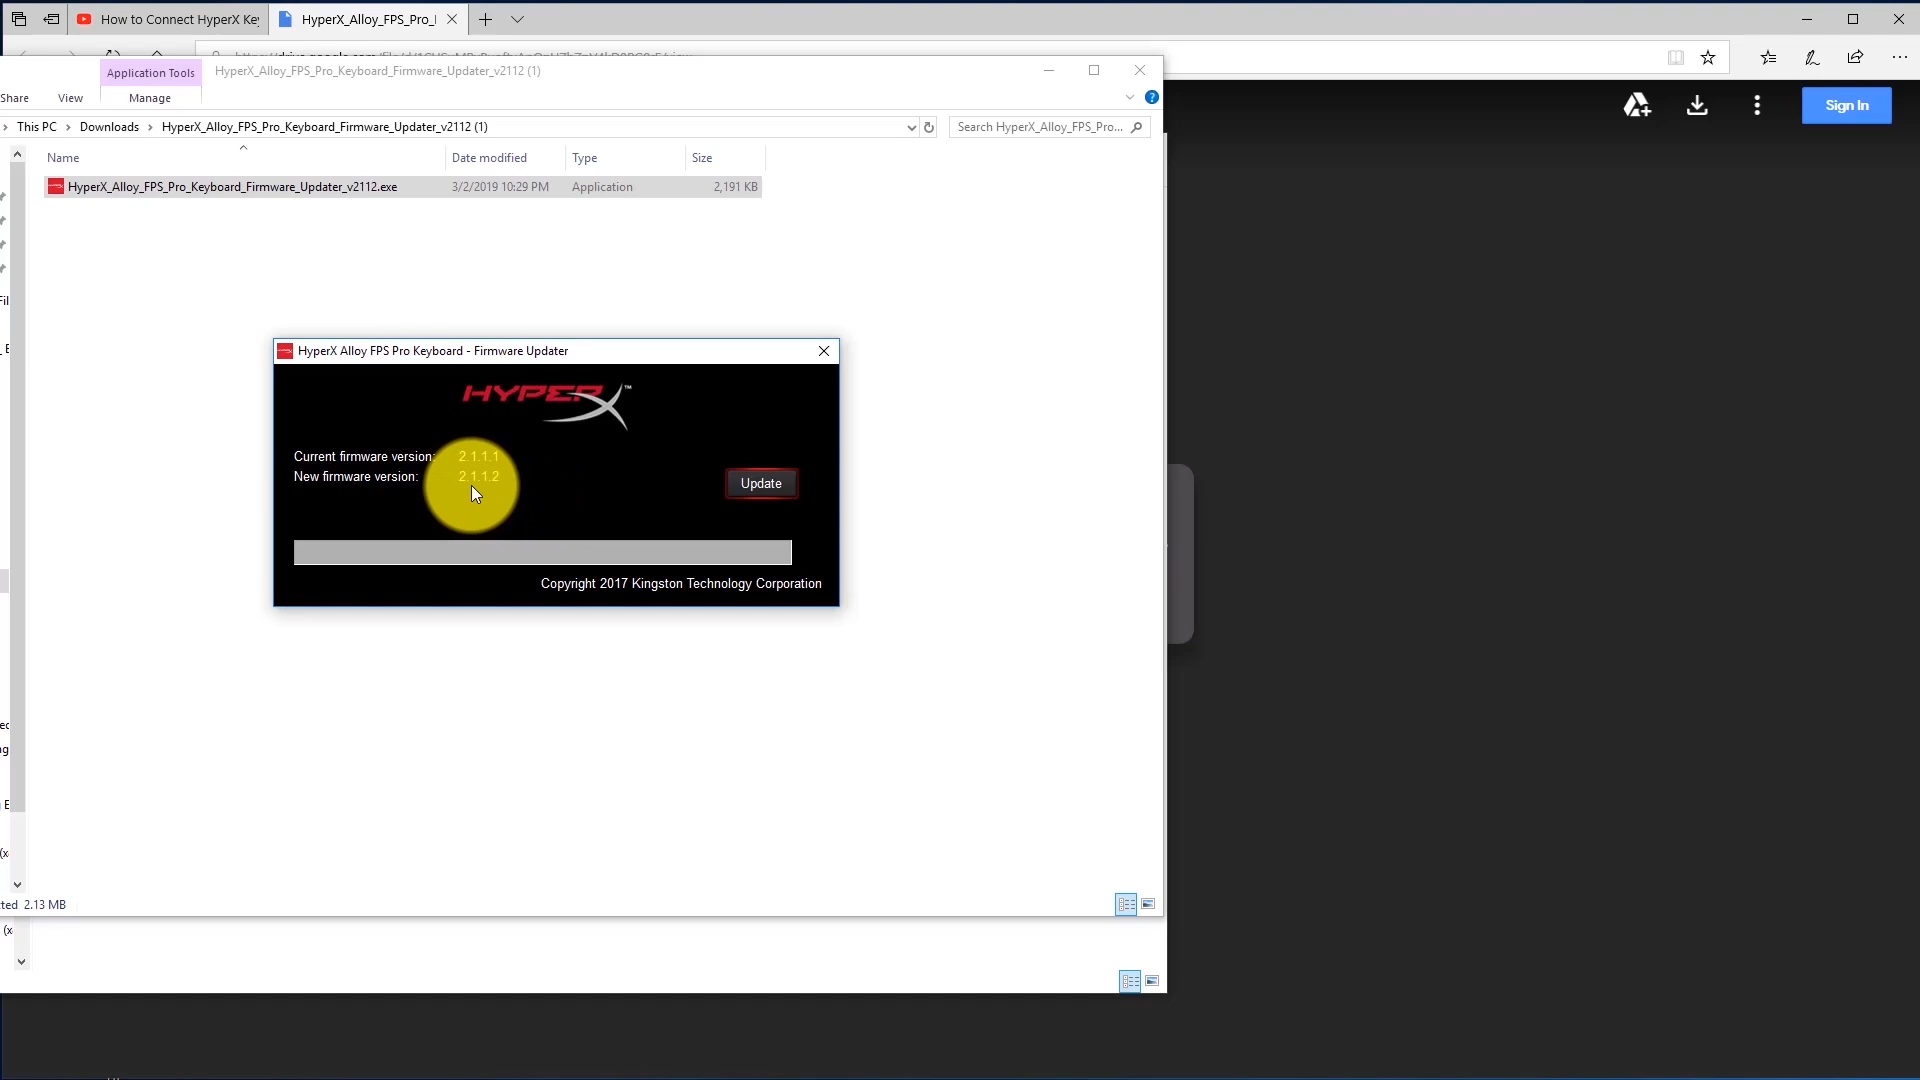 How to Connect HyperX Ke
HyperX_Alloy_FPS_Pro_
Application Tools
HyperX_Alloy_FPS_Pro_Keyboard_Firmware_Updater_v2112 (1)
Share
View
Manage
This PC > Downloads > HyperX_Alloy_FPS_Pro_Keyboard_Firmware_Updater_v2112 (1)
Search HyperX_Alloy_FPS_Pro...
Sign In
Name
Date modified
Type
Size
HyperX_Alloy_FPS_Pro_Keyboard_Firmware_Updater_v2112.exe
3/2/2019 10:29 PM
Application
2,191 KB
HyperX Alloy FPS Pro Keyboard - Firmware Updater
HYPERX™
Current firmware version: 2.1.1.1
New firmware version: 2.1.1.2
Update
Copyright 2017 Kingston Technology Corporation
2.13 MB